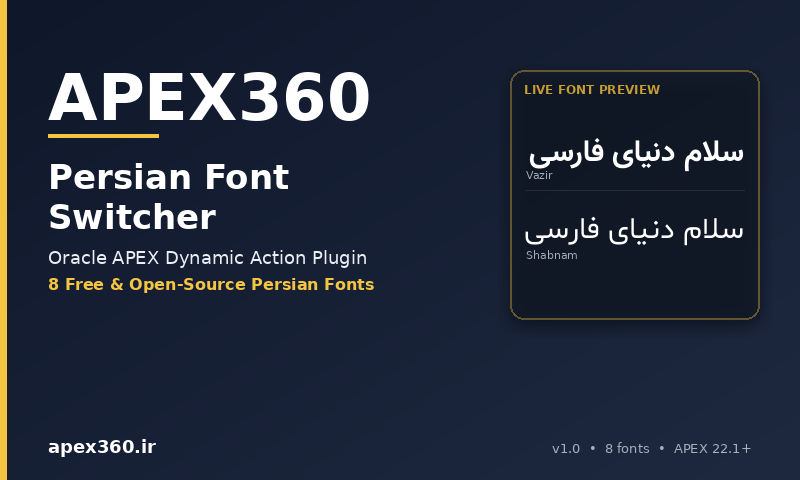 APEX360
Persian Font
Switcher
Oracle APEX Dynamic Action Plugin
8 Free & Open-Source Persian Fonts
LIVE FONT PREVIEW
سلام دنیای فارسی
Vazir
سلام دنیای فارسی
Shabnam
apex360.ir
v1.0 • 8 fonts • APEX 22.1+